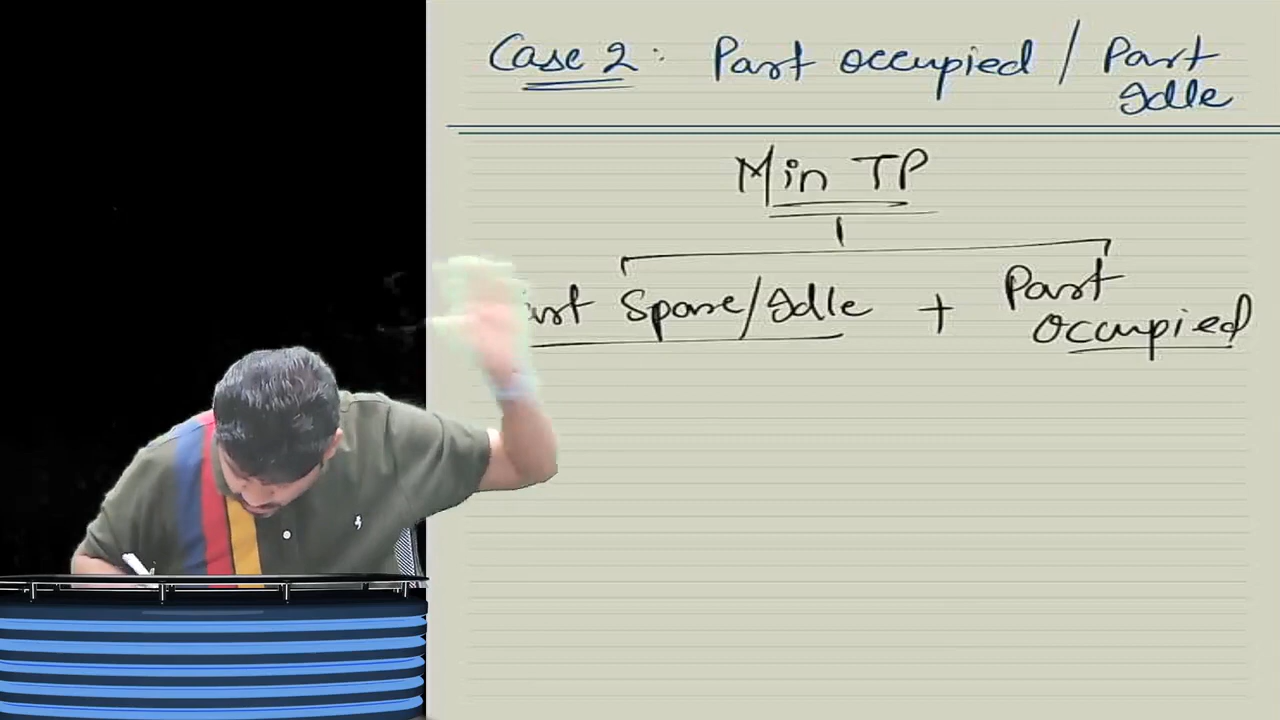 Case 2: Part occupied / Part Idle
Min TP
Spare/Idle + Part occupied